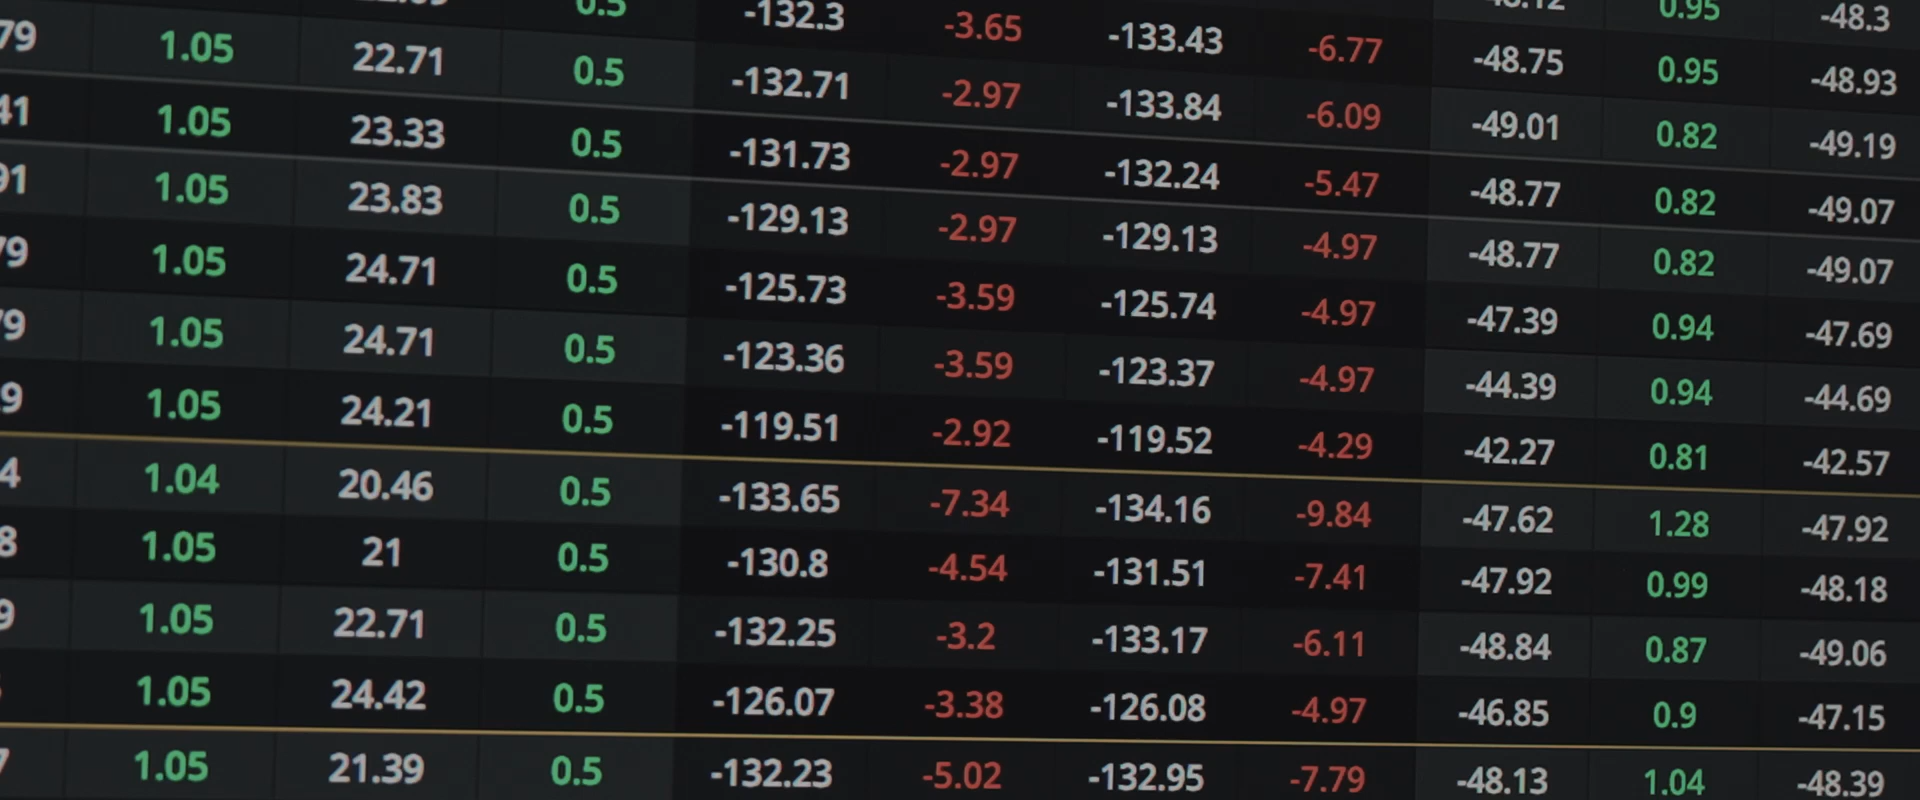 0.5 -132.3 -3.65 -133.43 -6.77 -48.75 0.95 -48.93
79 1.05 22.71 0.5 -132.71 -2.97 -133.84 -6.09 -49.01 0.82 -49.19
41 1.05 23.33 0.5 -131.73 -2.97 -132.24 -5.47 -48.77 0.82 -49.07
91 1.05 23.83 0.5 -129.13 -2.97 -129.13 -4.97 -48.77 0.82 -49.07
79 1.05 24.71 0.5 -125.73 -3.59 -125.74 -4.97 -47.39 0.94 -47.69
79 1.05 24.71 0.5 -123.36 -3.59 -123.37 -4.97 -44.39 0.94 -44.69
9 1.05 24.21 0.5 -119.51 -2.92 -119.52 -4.29 -42.27 0.81 -42.57
4 1.04 20.46 0.5 -133.65 -7.34 -134.16 -9.84 -47.62 1.28 -47.92
8 1.05 21 0.5 -130.8 -4.54 -131.51 -7.41 -47.92 0.99 -48.18
9 1.05 22.71 0.5 -132.25 -3.2 -133.17 -6.11 -48.84 0.87 -49.06
1.05 24.42 0.5 -126.07 -3.38 -126.08 -4.97 -46.85 0.9 -47.15
7 1.05 21.39 0.5 -132.23 -5.02 -132.95 -7.79 -48.13 1.04 -48.39